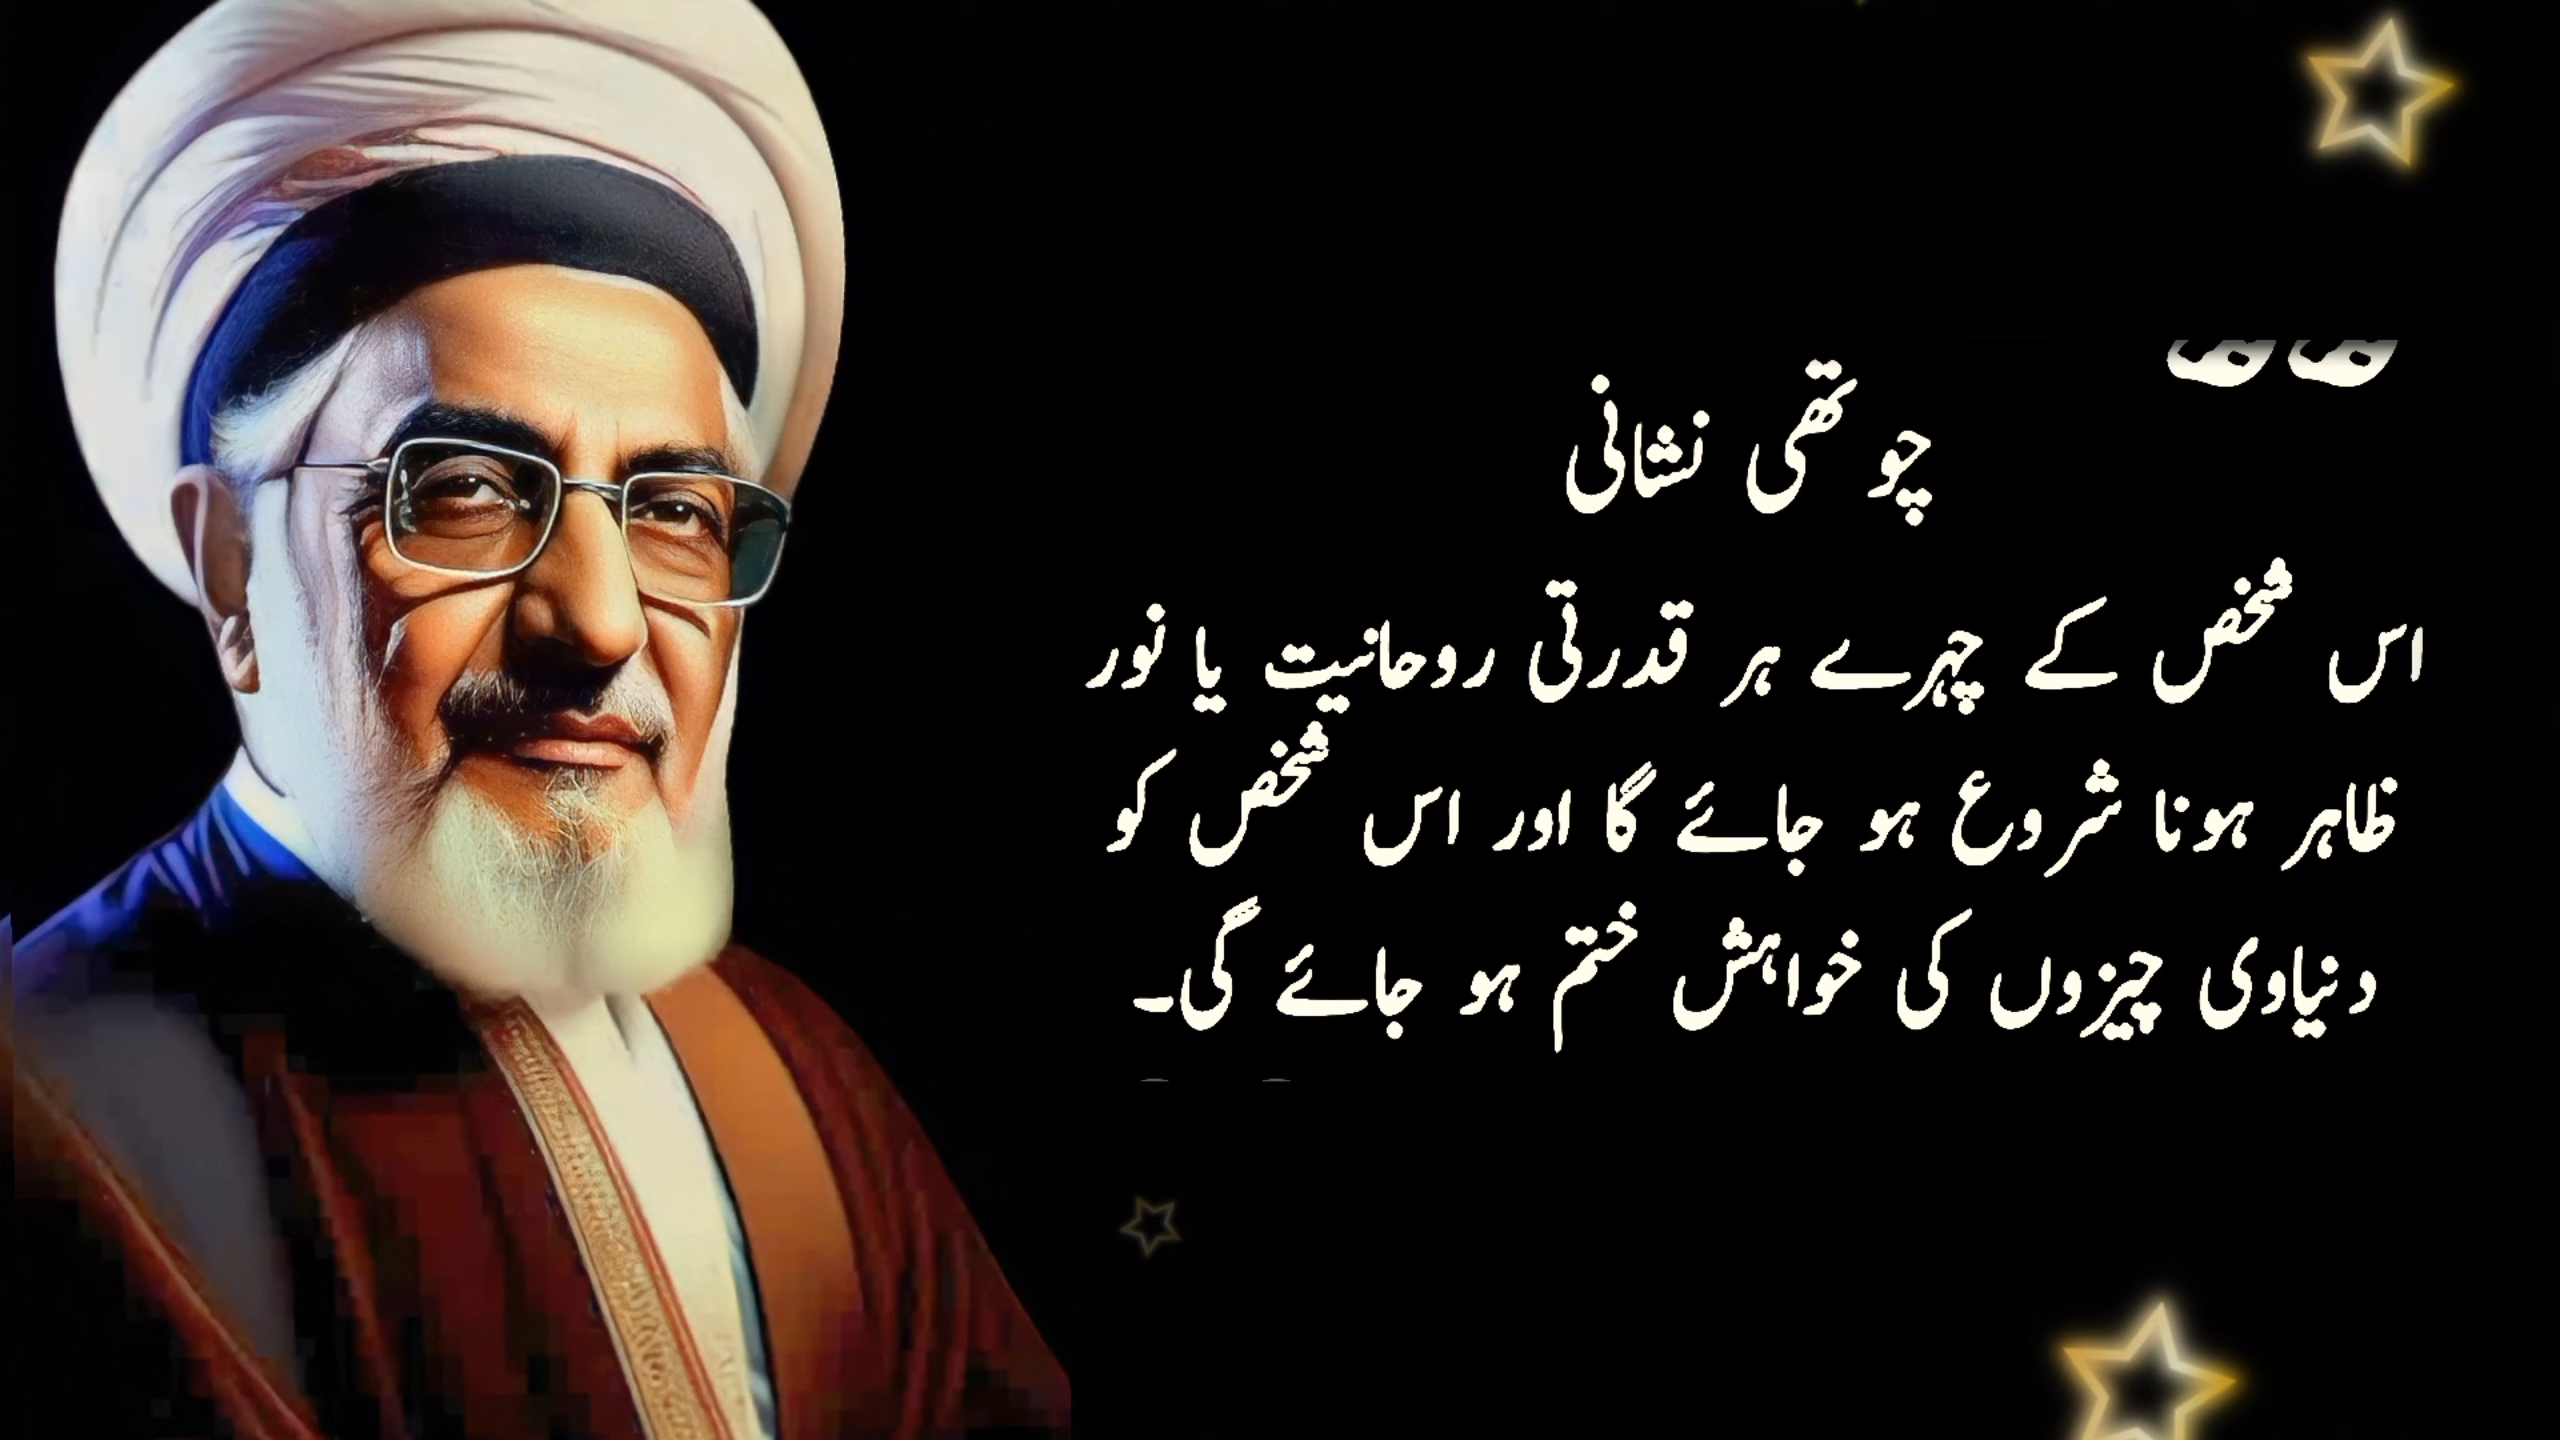 چوتھی نشانی
اس شخص کے چہرے ہر قدرتی روحانیت یا نور
ظاہر ہونا شروع ہو جائے گا اور اس شخص کو
دنیاوی چیزوں کی خواہش ختم ہو جائے گی۔